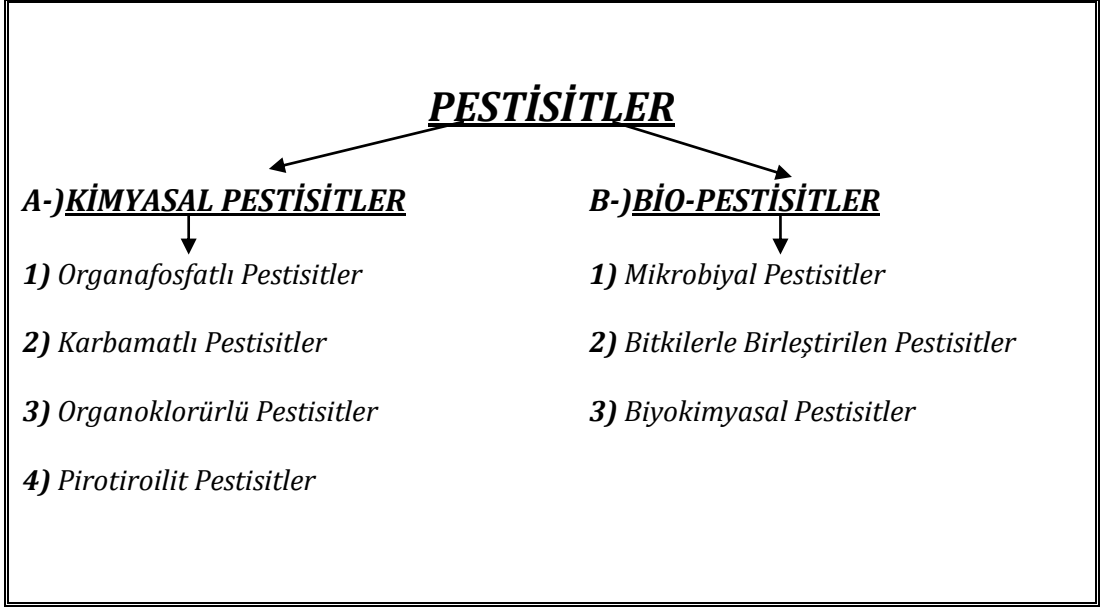 PESTİSİTLER
A-)KİMYASAL PESTİSİTLER
1) Organafosfatlı Pestisitler
2) Karbamatlı Pestisitler
3) Organoklorürlü Pestisitler
4) Pirotiroilit Pestisitler
B-)BİO-PESTİSİTLER
1) Mikrobiyal Pestisitler
2) Bitkilerle Birleştirilen Pestisitler
3) Biyokimyasal Pestisitler